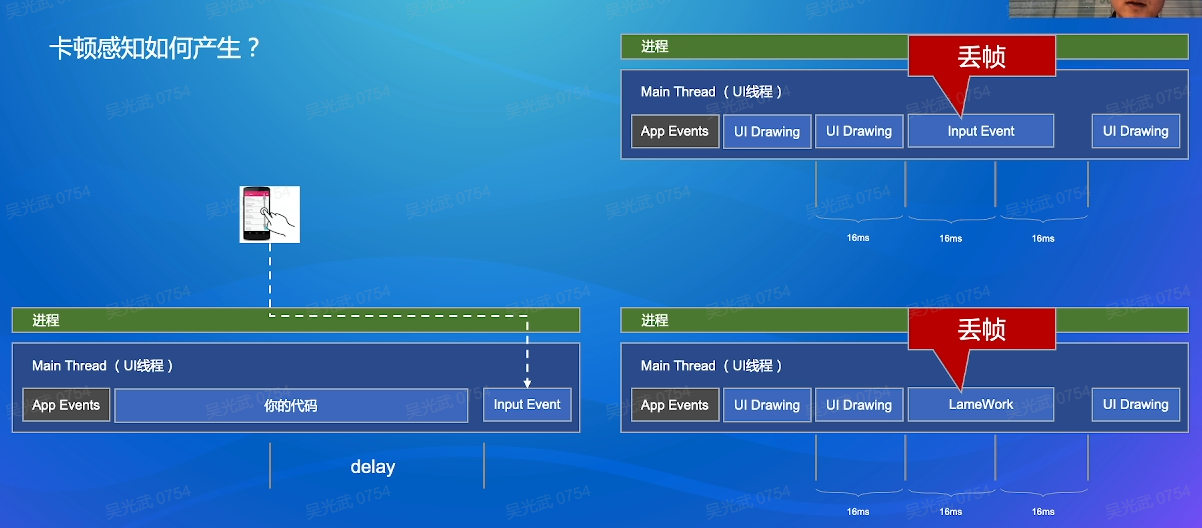 卡顿感知如何产生？
进程
丢帧
Main Thread （UI线程）
App Events
UI Drawing
UI Drawing
Input Event
UI Drawing
16ms
16ms
16ms
进程
Main Thread （UI线程）
App Events
你的代码
Input Event
delay
进程
丢帧
Main Thread （UI线程）
App Events
UI Drawing
UI Drawing
LameWork
UI Drawing
16ms
16ms
16ms
吴光武 0754